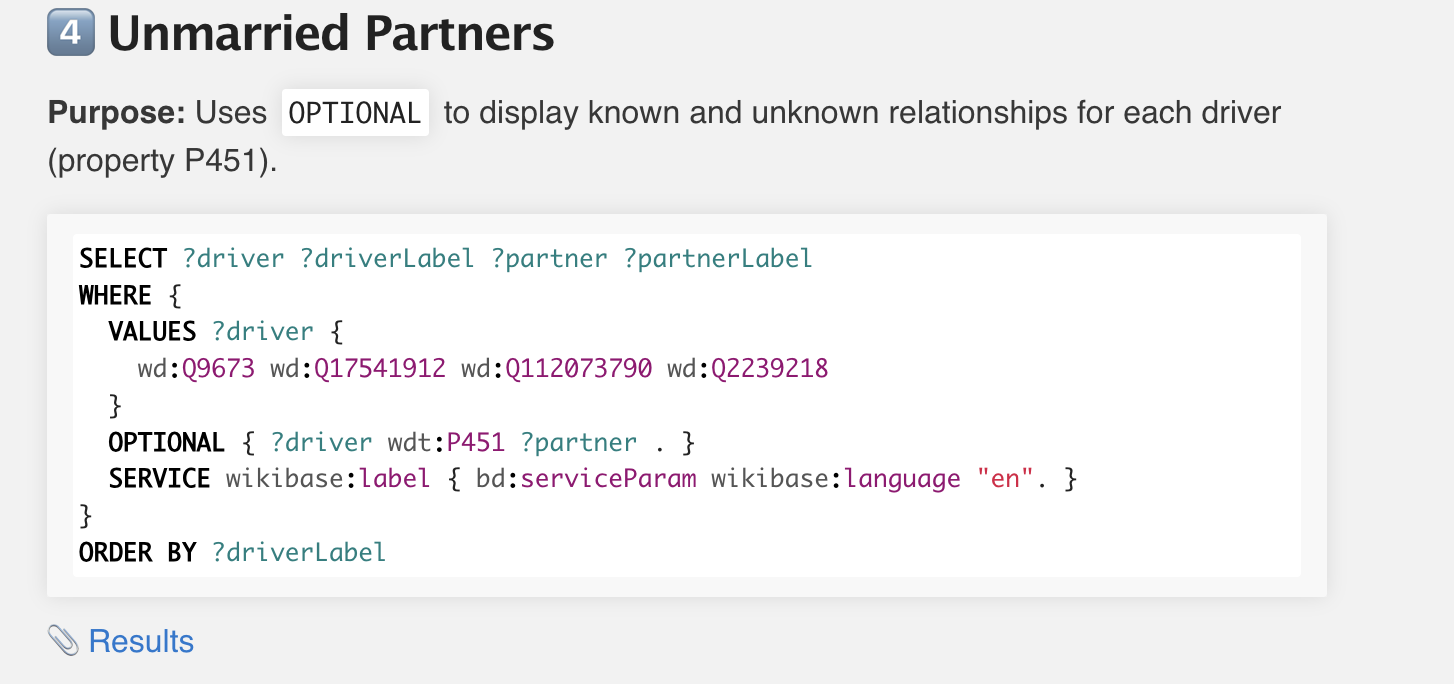 4 Unmarried Partners
Purpose: Uses OPTIONAL to display known and unknown relationships for each driver
(property P451).
SELECT ?driver ?driverLabel ?partner ?partnerLabel
WHERE {
  VALUES ?driver {
    wd:Q9673 wd:Q17541912 wd:Q112073790 wd:Q2239218
  }
  OPTIONAL { ?driver wdt:P451 ?partner . }
  SERVICE wikibase:label { bd:serviceParam wikibase:language "en". }
}
ORDER BY ?driverLabel
Results